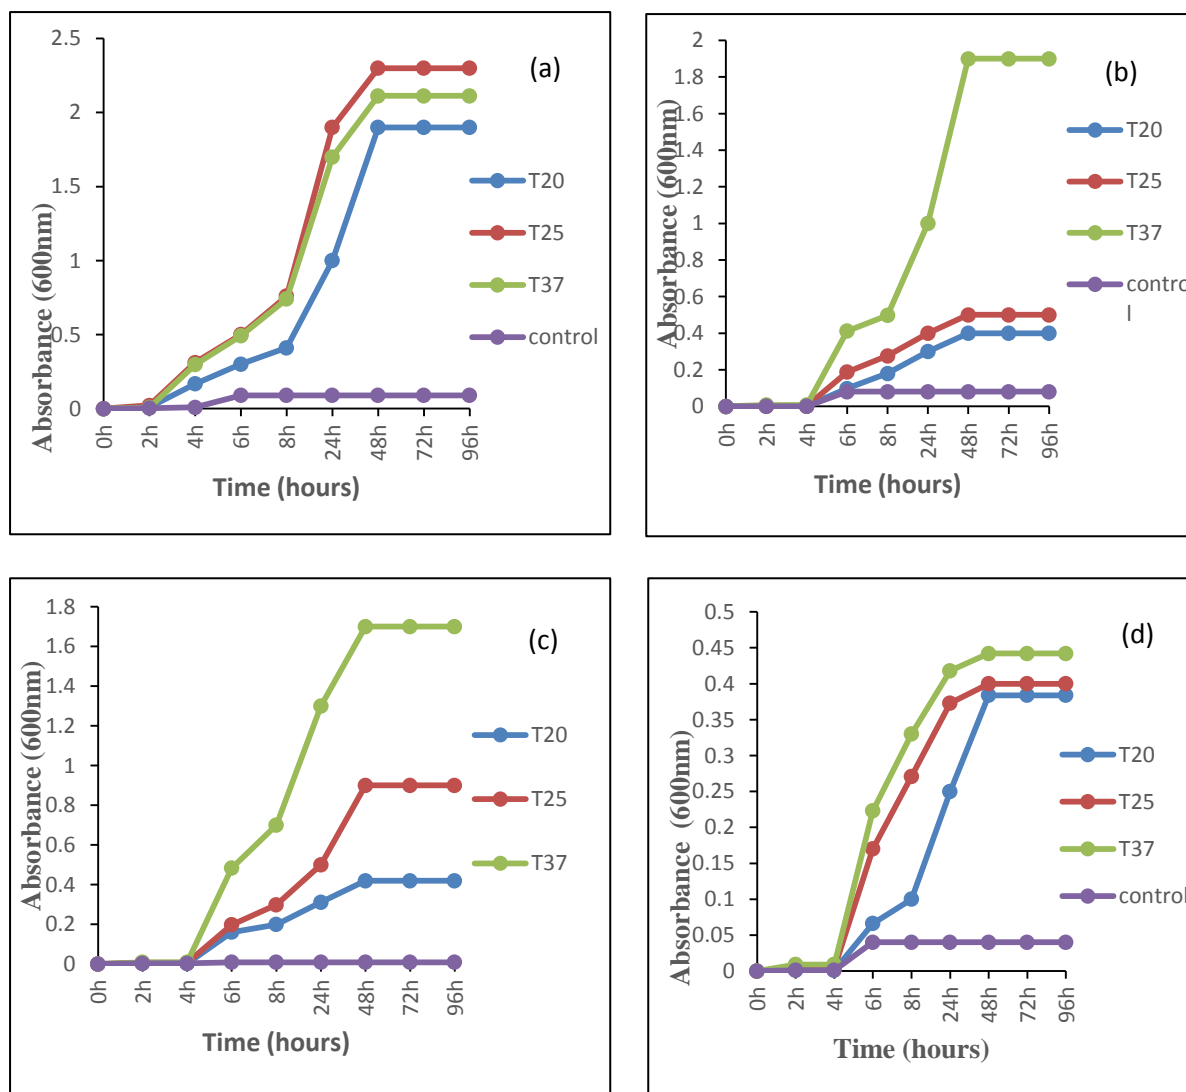 (a)
Absorbance (600nm)
2.5
2
1.5
1
0.5
0
0h 2h 4h 6h 8h 24h 48h 72h 96h
Time (hours)
T20
T25
T37
control
(b)
Absorbance (600nm)
2
1.8
1.6
1.4
1.2
1
0.8
0.6
0.4
0.2
0
0h 2h 4h 6h 8h 24h 48h 72h 96h
Time (hours)
T20
T25
T37
contro
l
(c)
Absorbance (600nm)
1.8
1.6
1.4
1.2
1
0.8
0.6
0.4
0.2
0
0h 2h 4h 6h 8h 24h 48h 72h 96h
Time (hours)
T20
T25
T37
(d)
Absorbance (600nm)
0.5
0.45
0.4
0.35
0.3
0.25
0.2
0.15
0.1
0.05
0
0h 2h 4h 6h 8h 24h 48h 72h 96h
Time (hours)
T20
T25
T37
control